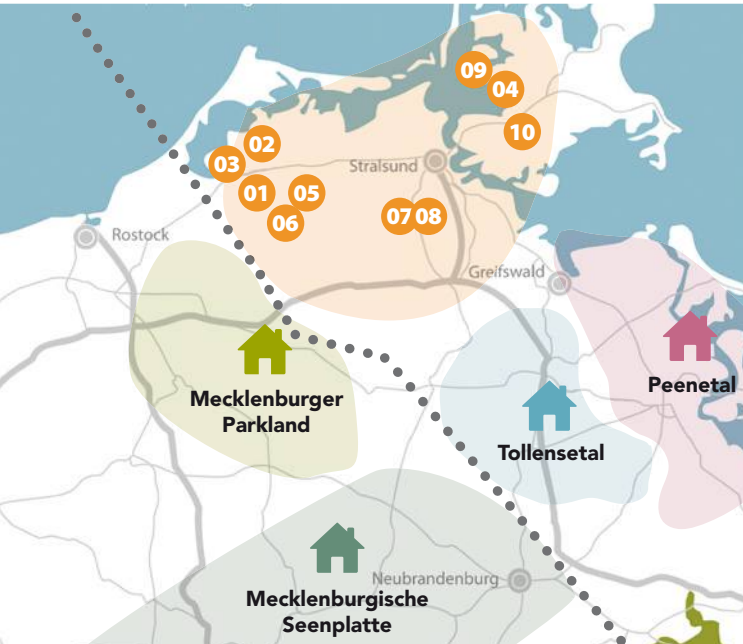 09
04
10
02
03
Stralsund
01
05
06
07
08
Rostock
Greifswald
Mecklenburger
Parkland
Peenetal
Tollensetal
Neubrandenburg
Mecklenburgische
Seenplatte